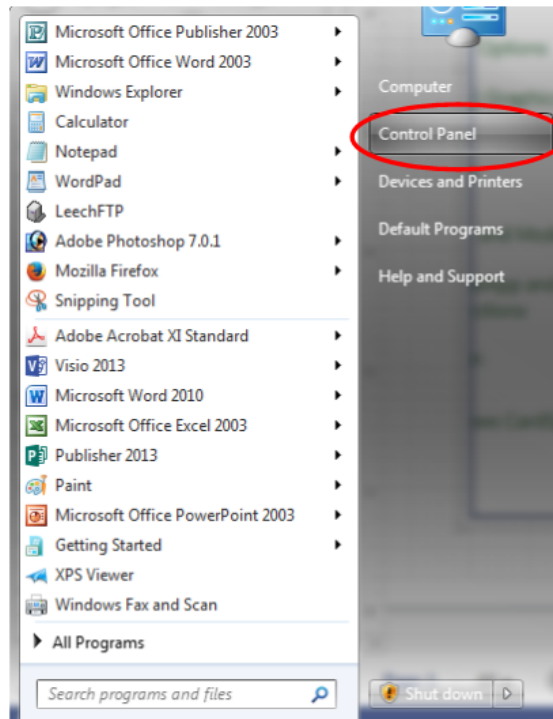 Microsoft Office Publisher 2003
Microsoft Office Word 2003
Windows Explorer
Calculator
Notepad
WordPad
LeechFTP
Adobe Photoshop 7.0.1
Mozilla Firefox
Snipping Tool
Adobe Acrobat XI Standard
Visio 2013
Microsoft Word 2010
Microsoft Office Excel 2003
Publisher 2013
Paint
Microsoft Office PowerPoint 2003
Getting Started
XPS Viewer
Windows Fax and Scan
All Programs
Search programs and files
Computer
Control Panel
Devices and Printers
Default Programs
Help and Support
Shut down